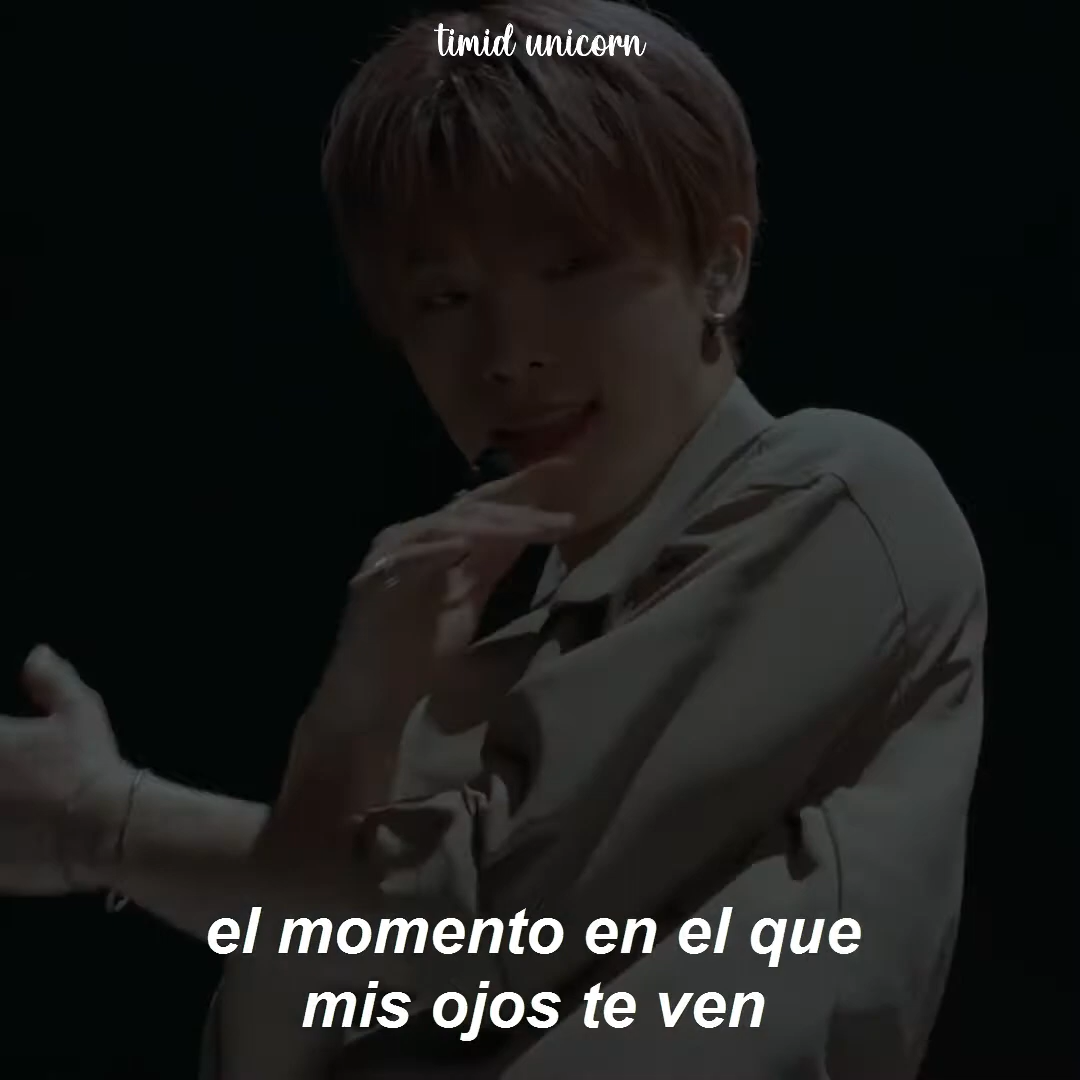 timid unicorn
el momento en el que
mis ojos te ven